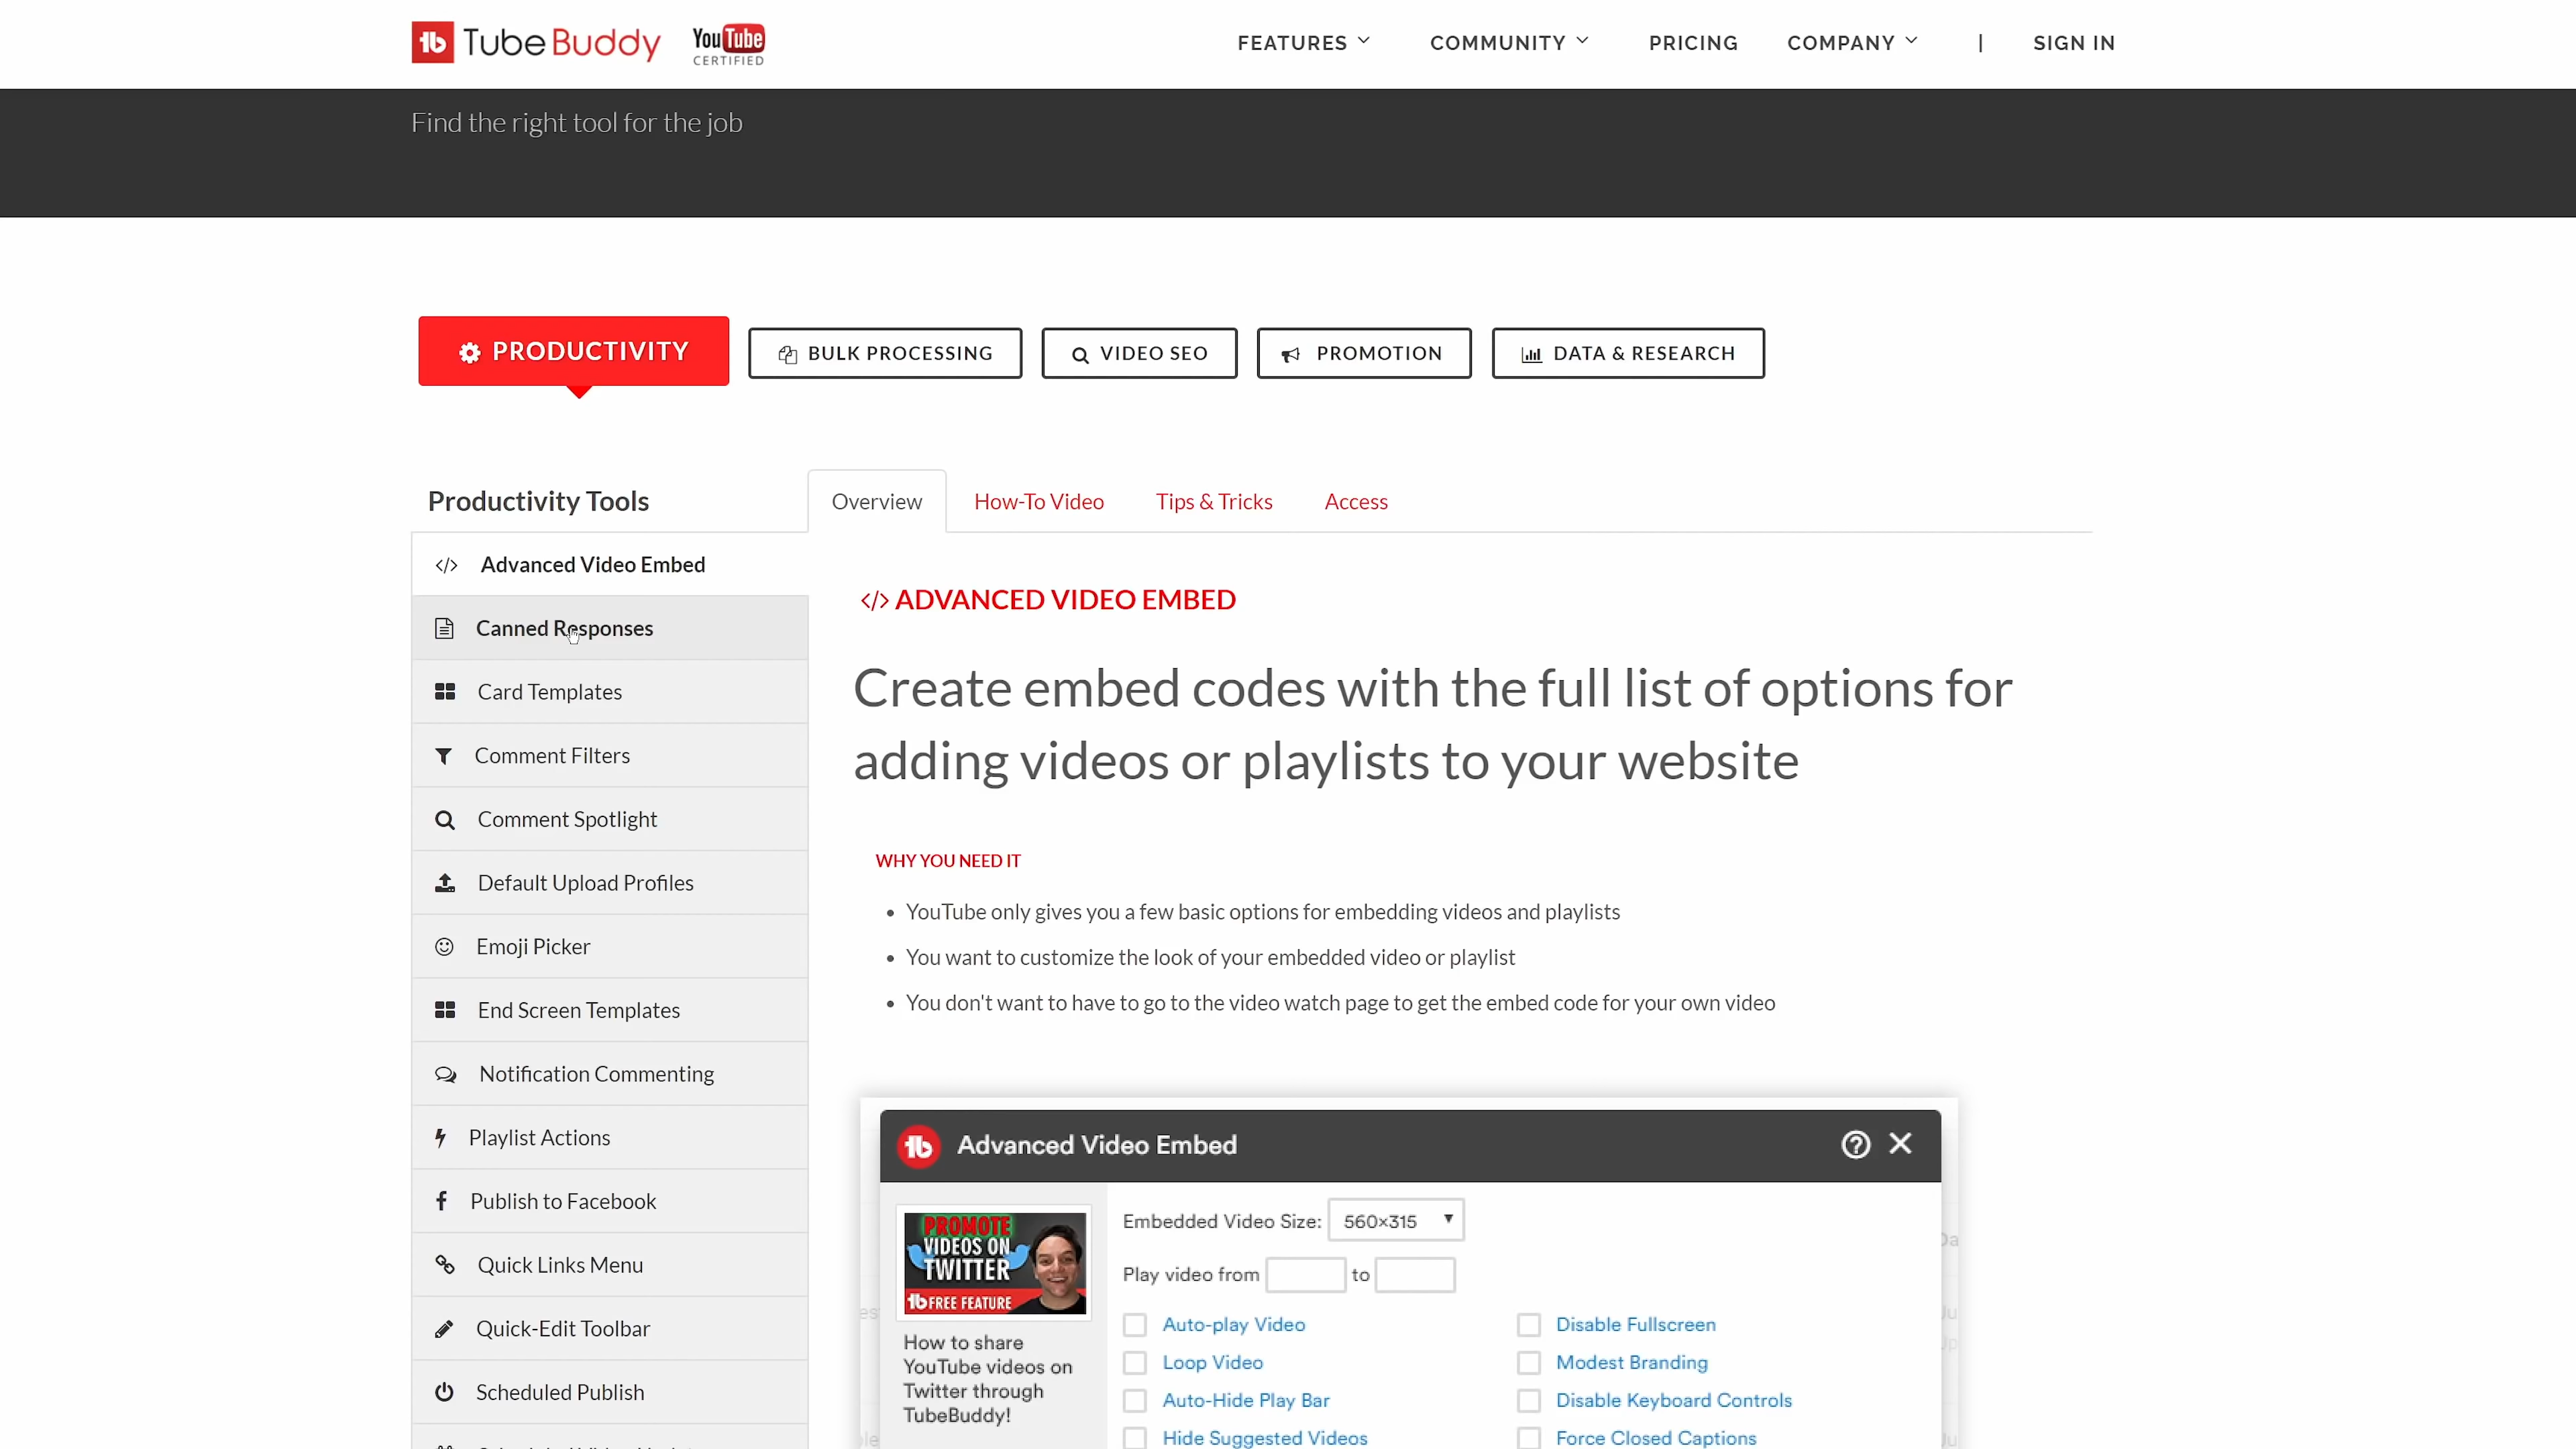 TubeBuddy
YouTube
CERTIFIED
FEATURES
COMMUNITY
PRICING
COMPANY
|
SIGN IN
Find the right tool for the job
PRODUCTIVITY
BULK PROCESSING
VIDEO SEO
PROMOTION
DATA & RESEARCH
Productivity Tools
Overview
How-To Video
Tips & Tricks
Access
Advanced Video Embed
Canned Responses
Card Templates
Comment Filters
Comment Spotlight
Default Upload Profiles
Emoji Picker
End Screen Templates
Notification Commenting
Playlist Actions
Publish to Facebook
Quick Links Menu
Quick-Edit Toolbar
Scheduled Publish
</> ADVANCED VIDEO EMBED
Create embed codes with the full list of options for
adding videos or playlists to your website
WHY YOU NEED IT
• YouTube only gives you a few basic options for embedding videos and playlists
• You want to customize the look of your embedded video or playlist
• You don't want to have to go to the video watch page to get the embed code for your own video
Advanced Video Embed
PROMOTE
VIDEOS ON
TWITTER
FREE FEATURE
How to share
YouTube videos on
Twitter through
TubeBuddy!
Embedded Video Size: 560×315
Play video from to
Auto-play Video
Loop Video
Auto-Hide Play Bar
Hide Suggested Videos
Disable Fullscreen
Modest Branding
Disable Keyboard Controls
Force Closed Captions